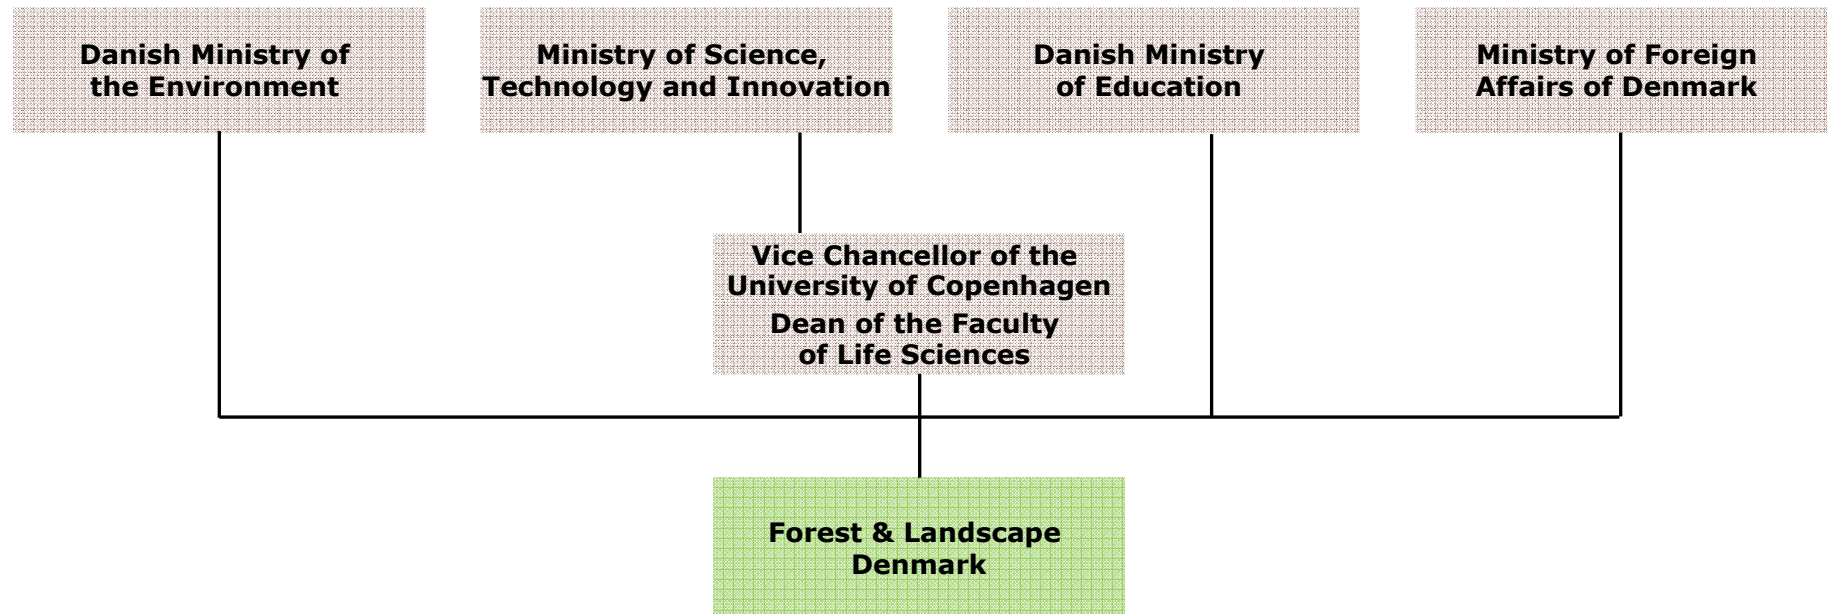 Danish Ministry of
the Environment
Ministry of Science,
Technology and Innovation
Danish Ministry
of Education
Ministry of Foreign
Affairs of Denmark
Vice Chancellor of the
University of Copenhagen
Dean of the Faculty
of Life Sciences
Forest & Landscape
Denmark